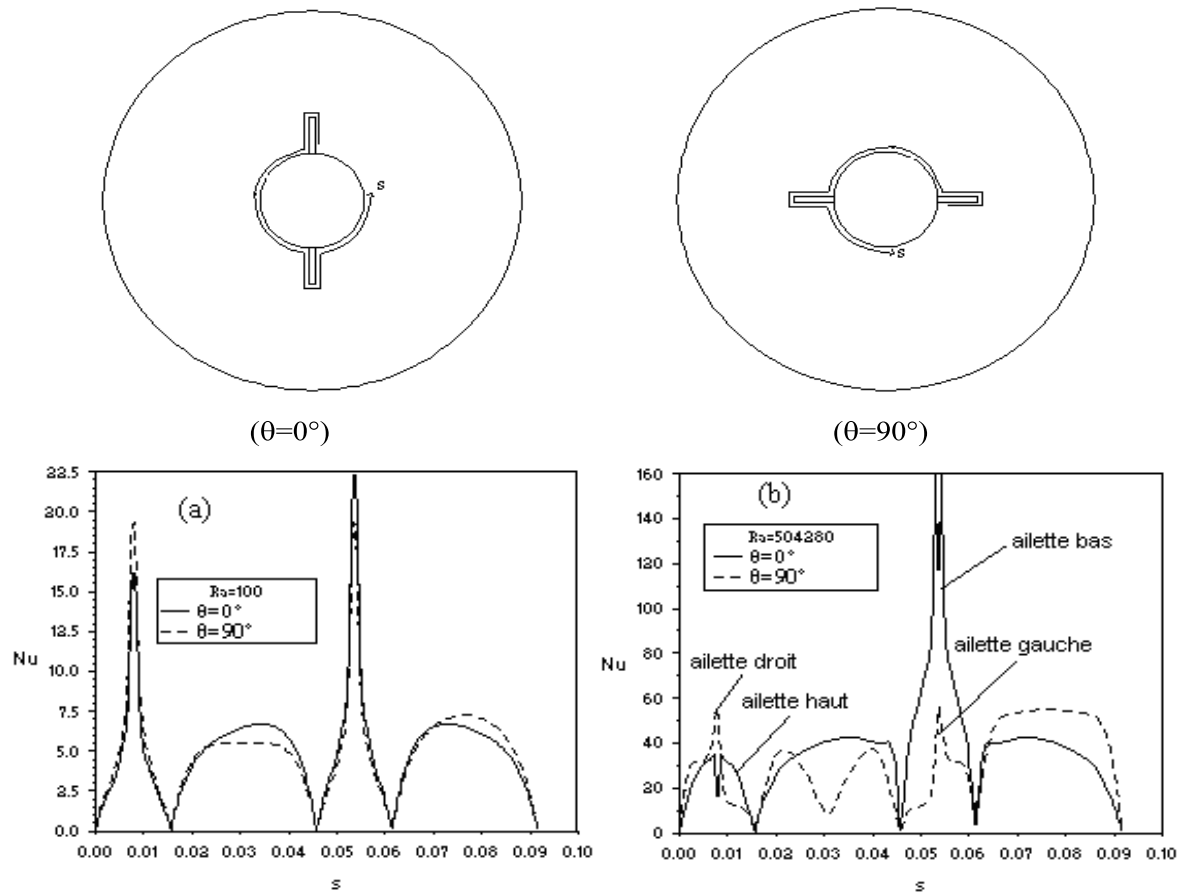 s
s
(θ=0°)
(θ=90°)
(a)
Ra=100
θ=0°
θ=90°
Nu
22.5
20.0
17.5
15.0
12.5
10.0
7.5
5.0
2.5
0.0
0.00 0.01 0.02 0.03 0.04 0.05 0.06 0.07 0.08 0.09 0.10
s
(b)
Ra=504280
θ=0°
θ=90°
ailette bas
ailette gauche
ailette droit
ailette haut
Nu
160
140
120
100
80
60
40
20
0
0.00 0.01 0.02 0.03 0.04 0.05 0.06 0.07 0.08 0.09 0.10
s